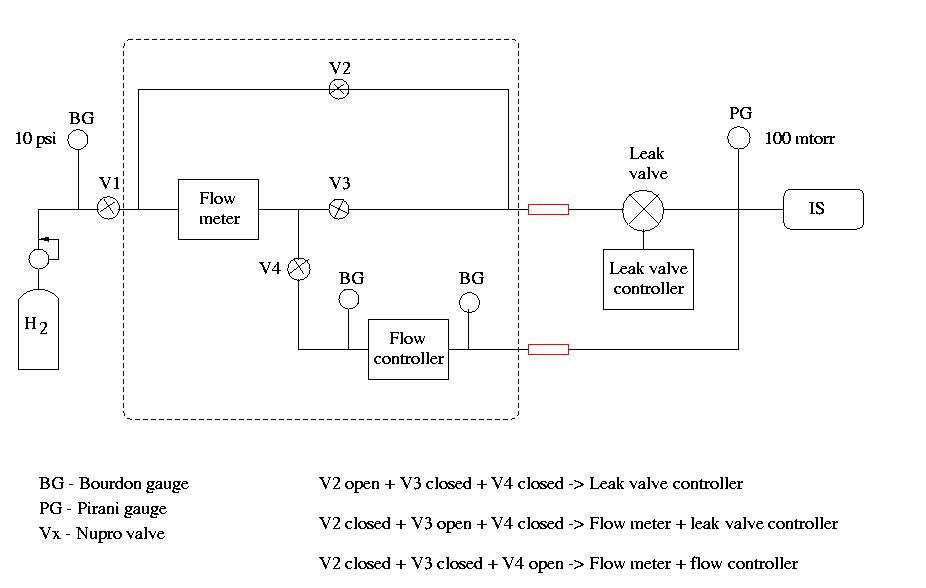 V2
BG
PG
10 psi
100 mtorr
Leak
valve
V1
V3
Flow
meter
IS
V4
BG
BG
Leak valve
controller
H2
Flow
controller
BG - Bourdon gauge
PG - Pirani gauge
Vx - Nupro valve
V2 open + V3 closed + V4 closed -> Leak valve controller
V2 closed + V3 open + V4 closed -> Flow meter + leak valve controller
V2 closed + V3 closed + V4 open -> Flow meter + flow controller